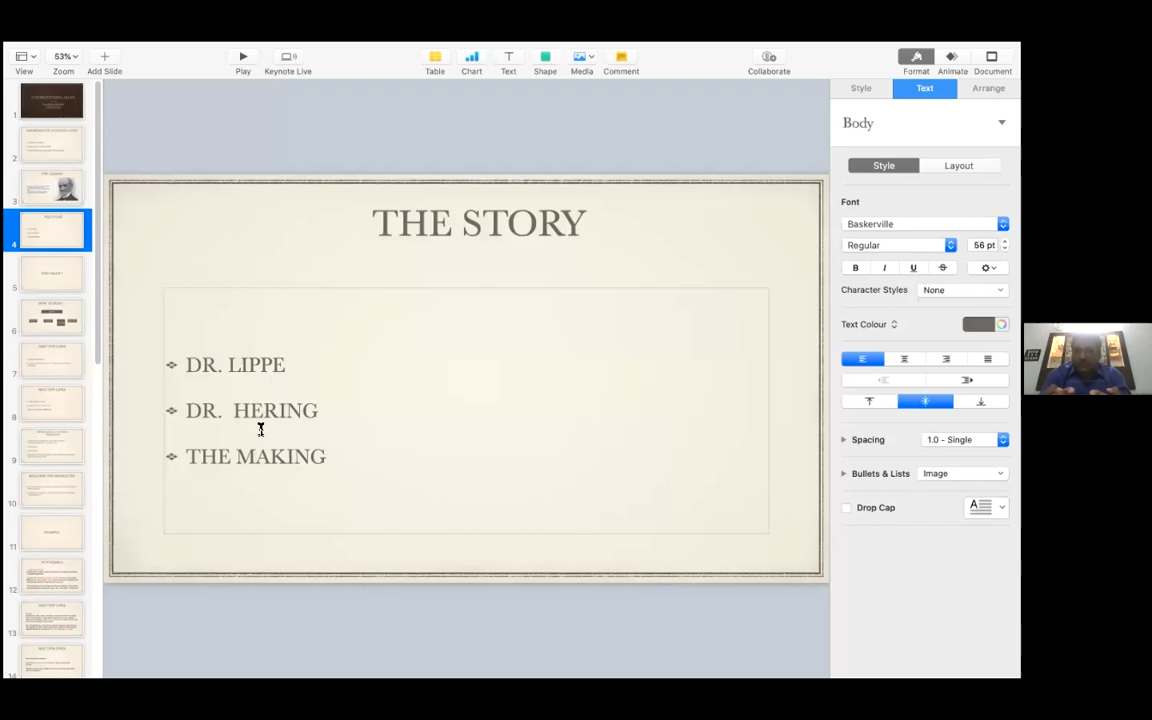 53%
View
Zoom
Add Slide
Play
Keynote Live
Table
Chart
Text
Shape
Media
Comment
Collaborate
Format
Animate
Document
Style
Text
Arrange
Body
Style
Layout
Font
Baskerville
Regular
56 pt
B I U S
Character Styles
None
Text Colour
Spacing
1.0 - Single
Bullets & Lists
Image
Drop Cap
A
THE STORY
DR. LIPPE
DR. HERING
THE MAKING
1
2
3
4
5
6
7
8
9
10
11
12
13
14